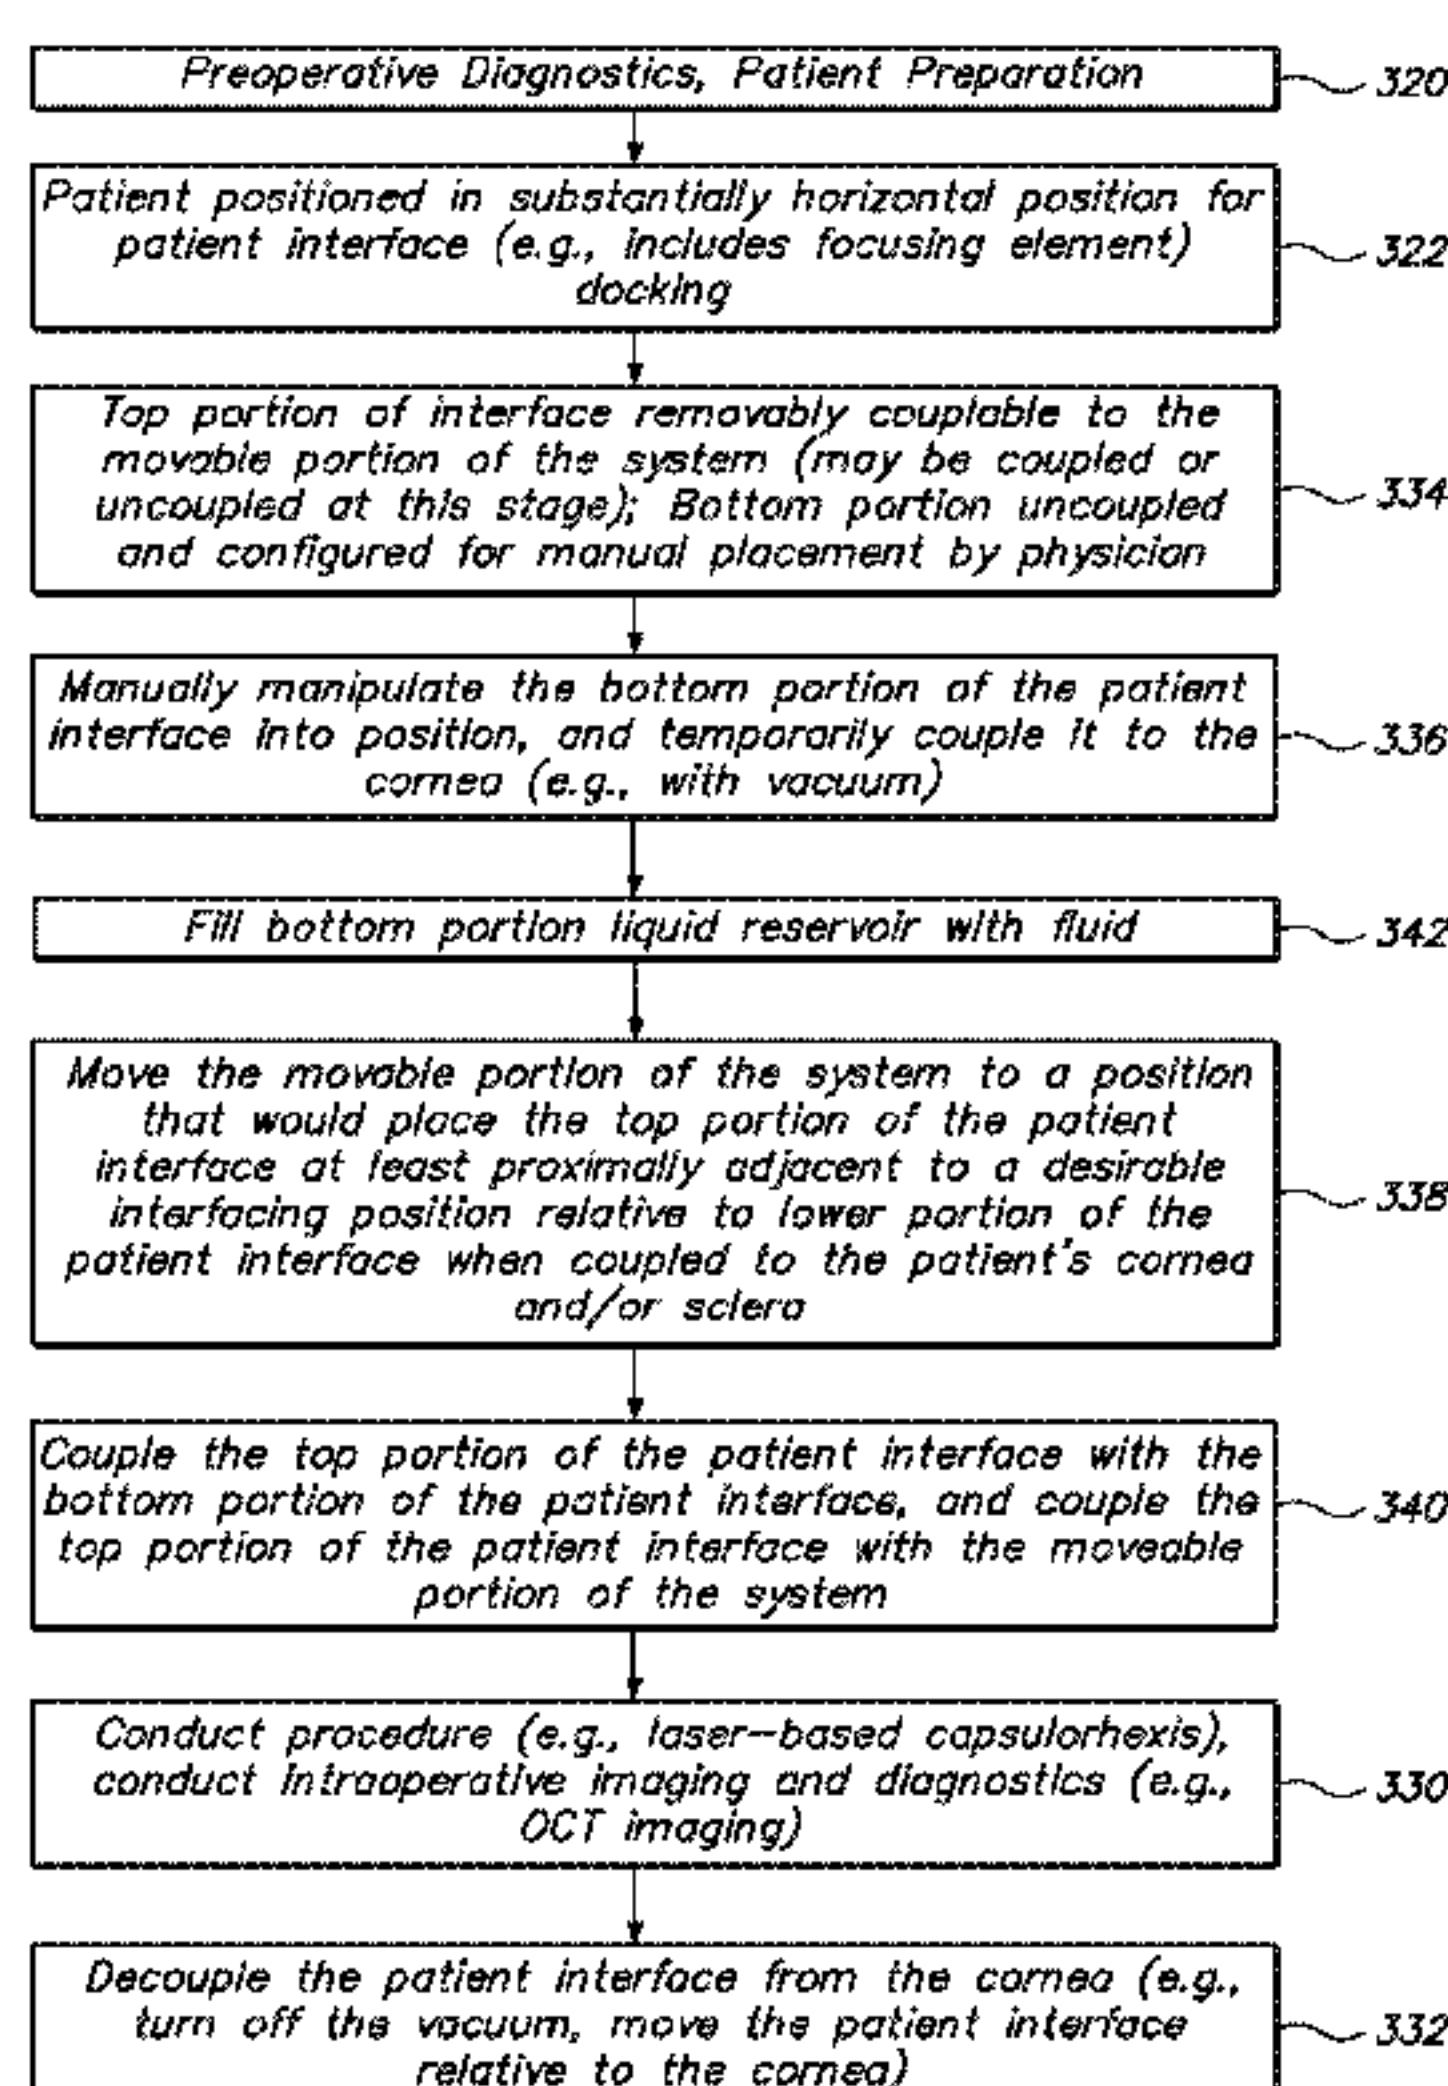 Preoperative Diagnostics, Patient Preparation
320
Patient positioned in substantially horizontal position for
patient interface (e.g., includes focusing element)
docking
322
Top portion of interface removably couplable to the
movable portion of the system (may be coupled or
uncoupled at this stage); Bottom portion uncoupled
and configured for manual placement by physician
334
Manually manipulate the bottom portion of the patient
interface into position, and temporarily couple it to the
cornea (e.g., with vacuum)
336
Fill bottom portion liquid reservoir with fluid
342
Move the movable portion of the system to a position
that would place the top portion of the patient
interface at least proximally adjacent to a desirable
interfacing position relative to lower portion of the
patient interface when coupled to the patient's cornea
and/or sclera
338
Couple the top portion of the patient interface with the
bottom portion of the patient interface, and couple the
top portion of the patient interface with the moveable
portion of the system
340
Conduct procedure (e.g., laser-based capsulorhexis),
conduct intraoperative imaging and diagnostics (e.g.,
OCT imaging)
330
Decouple the patient interface from the cornea (e.g.,
turn off the vacuum, move the patient interface
relative to the cornea)
332